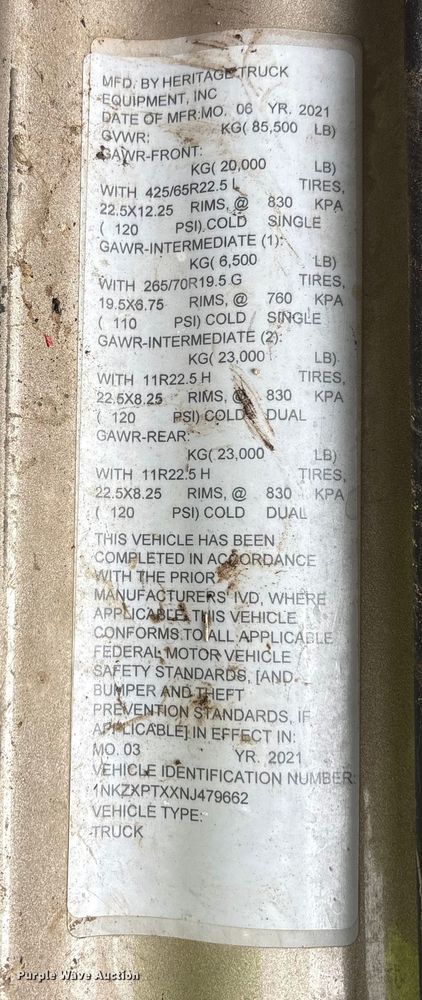 MFD. BY HERITAGE TRUCK
EQUIPMENT, INC
DATE OF MFR:MO. 06 YR. 2021
GVWR: KG( 85,500 LB)
GAWR-FRONT:
KG( 20,000 LB)
WITH 425/65R22.5 L TIRES,
22.5X12.25 RIMS, @ 830 KPA
( 120 PSI) COLD SINGLE
GAWR-INTERMEDIATE (1):
KG( 6,500 LB)
WITH 265/70R19.5 G TIRES,
19.5X6.75 RIMS, @ 760 KPA
( 110 PSI) COLD SINGLE
GAWR-INTERMEDIATE (2):
KG( 23,000 LB)
WITH 11R22.5 H TIRES,
22.5X8.25 RIMS, @ 830 KPA
( 120 PSI) COLD DUAL
GAWR-REAR:
KG( 23,000 LB)
WITH 11R22.5 H TIRES,
22.5X8.25 RIMS, @ 830 KPA
( 120 PSI) COLD DUAL
THIS VEHICLE HAS BEEN
COMPLETED IN ACCORDANCE
WITH THE PRIOR
MANUFACTURERS' IVD, WHERE
APPLICABLE. THIS VEHICLE
CONFORMS TO ALL APPLICABLE
FEDERAL MOTOR VEHICLE
SAFETY STANDARDS, [AND
BUMPER AND THEFT
PREVENTION STANDARDS, IF
APPLICABLE] IN EFFECT IN:
MO. 03 YR. 2021
VEHICLE IDENTIFICATION NUMBER:
1NKZXPTXXNJ479662
VEHICLE TYPE:
TRUCK
Purple Wave Auction